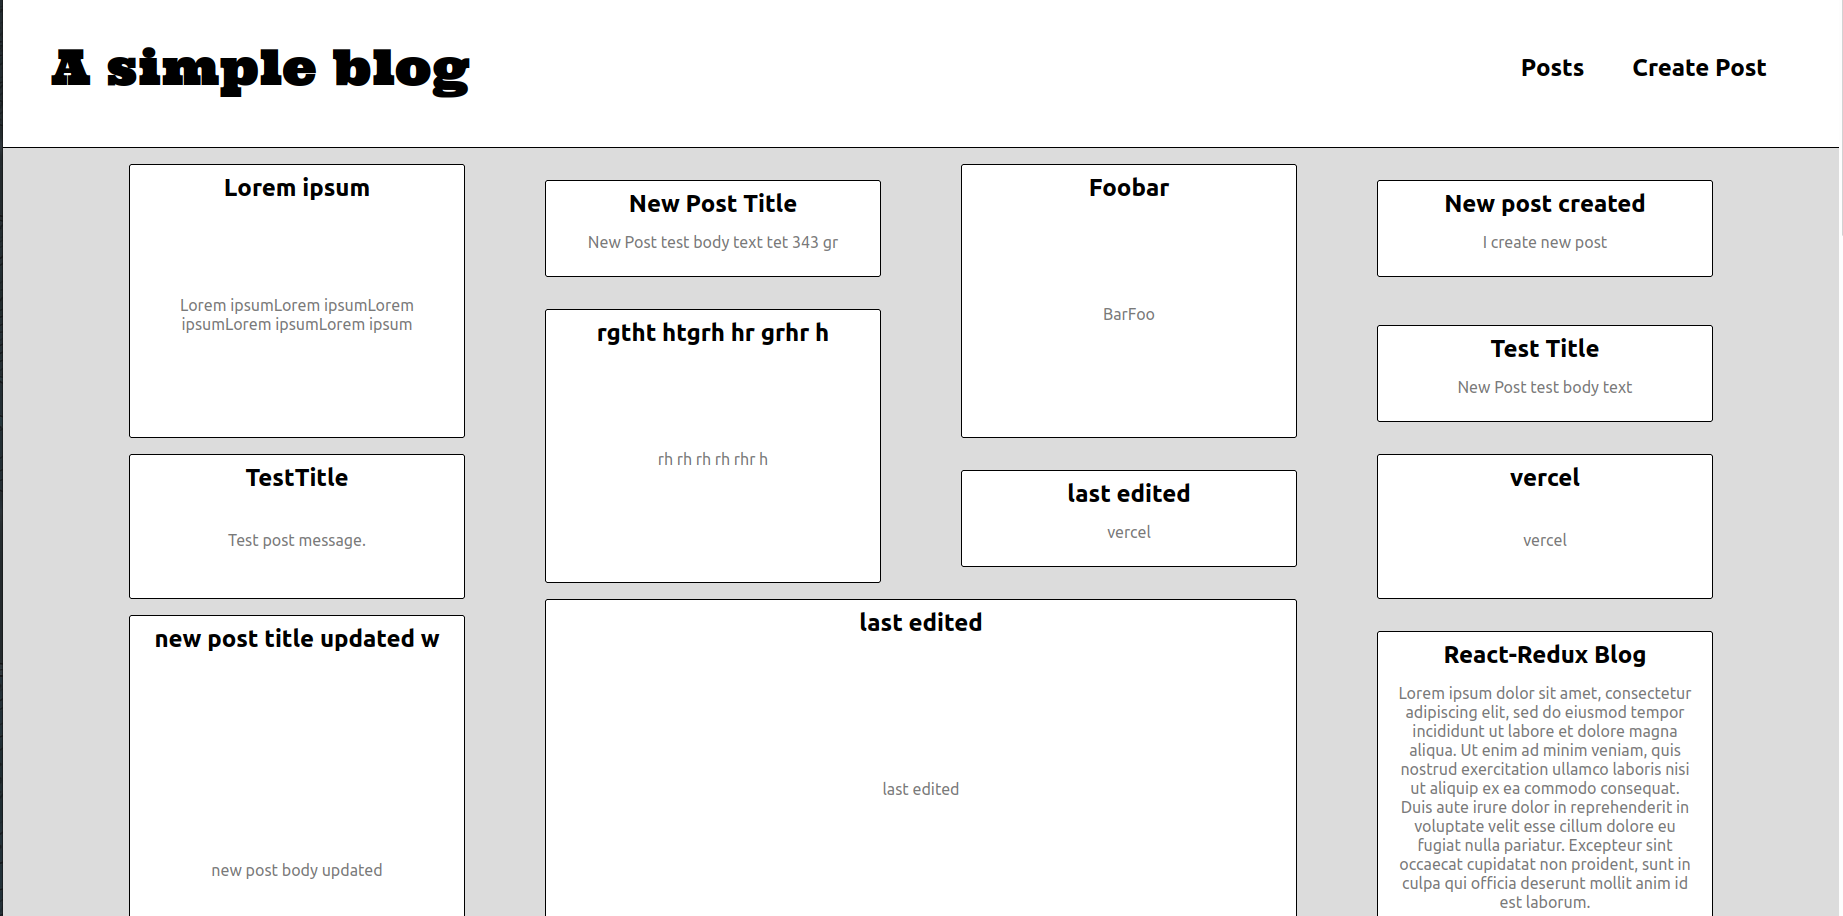 A simple blog
Posts
Create Post
Lorem ipsum
Lorem ipsumLorem ipsumLorem
ipsumLorem ipsumLorem ipsum
New Post Title
New Post test body text tet 343 gr
Foobar
BarFoo
New post created
I create new post
rgtht htgrh hr grhr h
rh rh rh rh rhr h
Test Title
New Post test body text
TestTitle
Test post message.
last edited
vercel
vercel
vercel
new post title updated w
new post body updated
last edited
last edited
React-Redux Blog
Lorem ipsum dolor sit amet, consectetur
adipiscing elit, sed do eiusmod tempor
incididunt ut labore et dolore magna
aliqua. Ut enim ad minim veniam, quis
nostrud exercitation ullamco laboris nisi
ut aliquip ex ea commodo consequat.
Duis aute irure dolor in reprehenderit in
voluptate velit esse cillum dolore eu
fugiat nulla pariatur. Excepteur sint
occaecat cupidatat non proident, sunt in
culpa qui officia deserunt mollit anim id
est laborum.